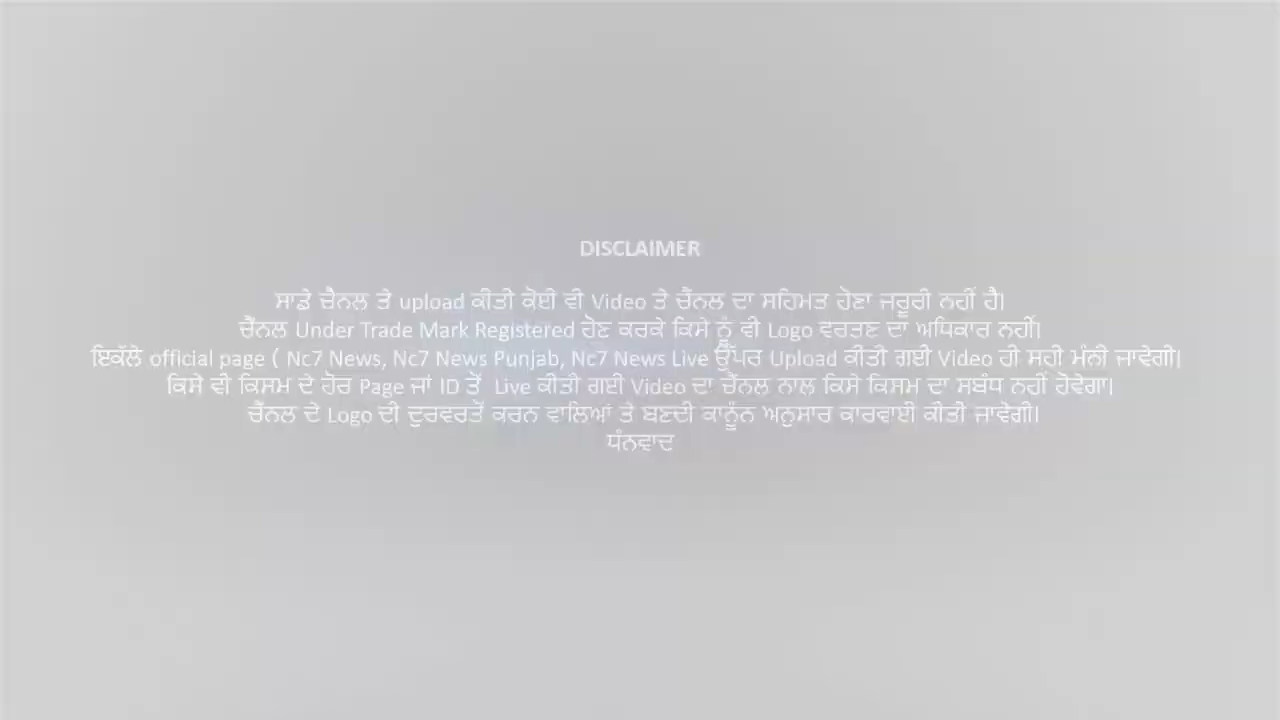 DISCLAIMER
ਸਾਡੇ ਚੈਨਲ ਤੇ upload ਕੀਤੀ ਕੋਈ ਵੀ Video ਤੇ ਚੈੱਨਲ ਦਾ ਸਹਿਮਤ ਹੋਣਾ ਜਰੂਰੀ ਨਹੀਂ ਹੈ।
ਚੈੱਨਲ Under Trade Mark Registered ਹੋਣ ਕਰਕੇ ਕਿਸੇ ਨੂੰ ਵੀ Logo ਵਰਤਣ ਦਾ ਅਧਿਕਾਰ ਨਹੀਂ।
ਇਕੱਲੇ official page ( Nc7 News, Nc7 News Punjab, Nc7 News Live ਉੱਪਰ Upload ਕੀਤੀ ਗਈ Video ਹੀ ਸਹੀ ਮੰਨੀ ਜਾਵੇਗੀ।
ਕਿਸੇ ਵੀ ਕਿਸਮ ਦੇ ਹੋਰ Page ਜਾਂ ID ਤੋਂ Live ਕੀਤੀ ਗਈ Video ਦਾ ਚੈੱਨਲ ਨਾਲ ਕਿਸੇ ਕਿਸਮ ਦਾ ਸਬੰਧ ਨਹੀਂ ਹੋਵੇਗਾ।
ਚੈੱਨਲ ਦੇ Logo ਦੀ ਦੁਰਵਰਤੋਂ ਕਰਨ ਵਾਲਿਆਂ ਤੇ ਬਣਦੀ ਕਾਨੂੰਨ ਅਨੁਸਾਰ ਕਾਰਵਾਈ ਕੀਤੀ ਜਾਵੇਗੀ।
ਧੰਨਵਾਦ